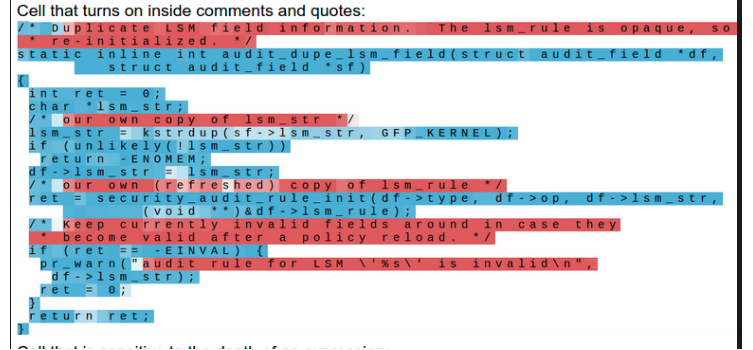 Cell that turns on inside comments and quotes:
/* Duplicate LSM field information. The lsm_rule is opaque, so
* re-initialized. */
static inline int audit_dupe_lsm_field(struct audit_field *df,
struct audit_field *sf)
{
int ret = 0;
char *lsm_str;
/* our own copy of lsm_str */
lsm_str = kstrdup(sf->lsm_str, GFP_KERNEL);
if (unlikely(!lsm_str))
return -ENOMEM;
df->lsm_str = lsm_str;
/* our own (refreshed) copy of lsm_rule */
ret = security_audit_rule_init(df->type, df->op, df->lsm_str,
(void **)&df->lsm_rule);
/* Keep currently invalid fields around in case they
* become valid after a policy reload. */
if (ret == -EINVAL) {
pr_warn("audit rule for LSM \'%s\' is invalid\n",
df->lsm_str);
ret = 0;
}
return ret;
}